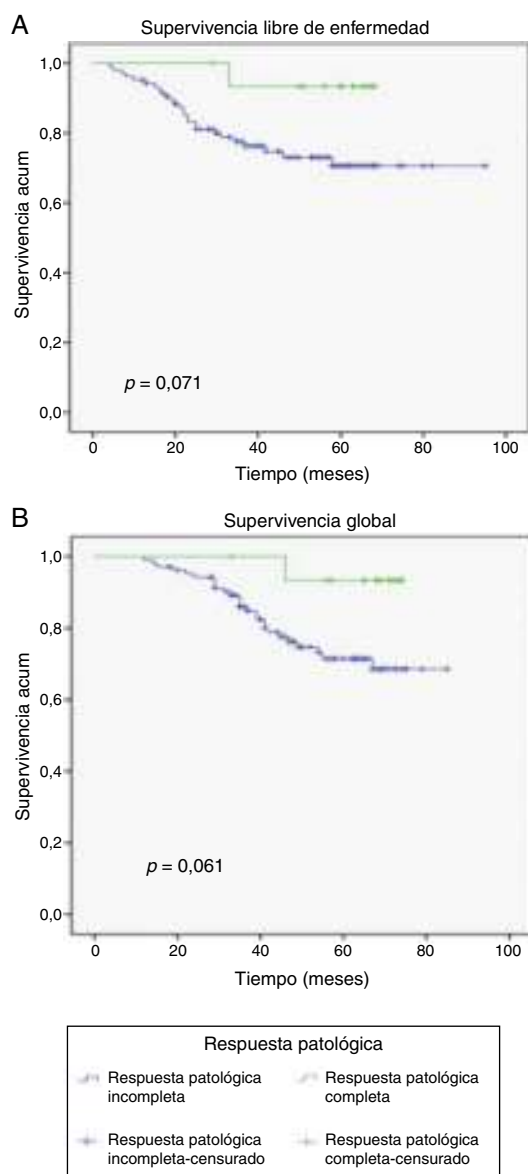 A
Supervivencia libre de enfermedad
1,0
0,8
0,6
0,4
0,2
0,0
Supervivencia acum
p = 0,071
0 20 40 60 80 100
Tiempo (meses)
B
Supervivencia global
1,0
0,8
0,6
0,4
0,2
0,0
Supervivencia acum
p = 0,061
0 20 40 60 80 100
Tiempo (meses)
Respuesta patológica
Respuesta patológica
incompleta
Respuesta patológica
completa
Respuesta patológica
incompleta-censurado
Respuesta patológica
completa-censurado